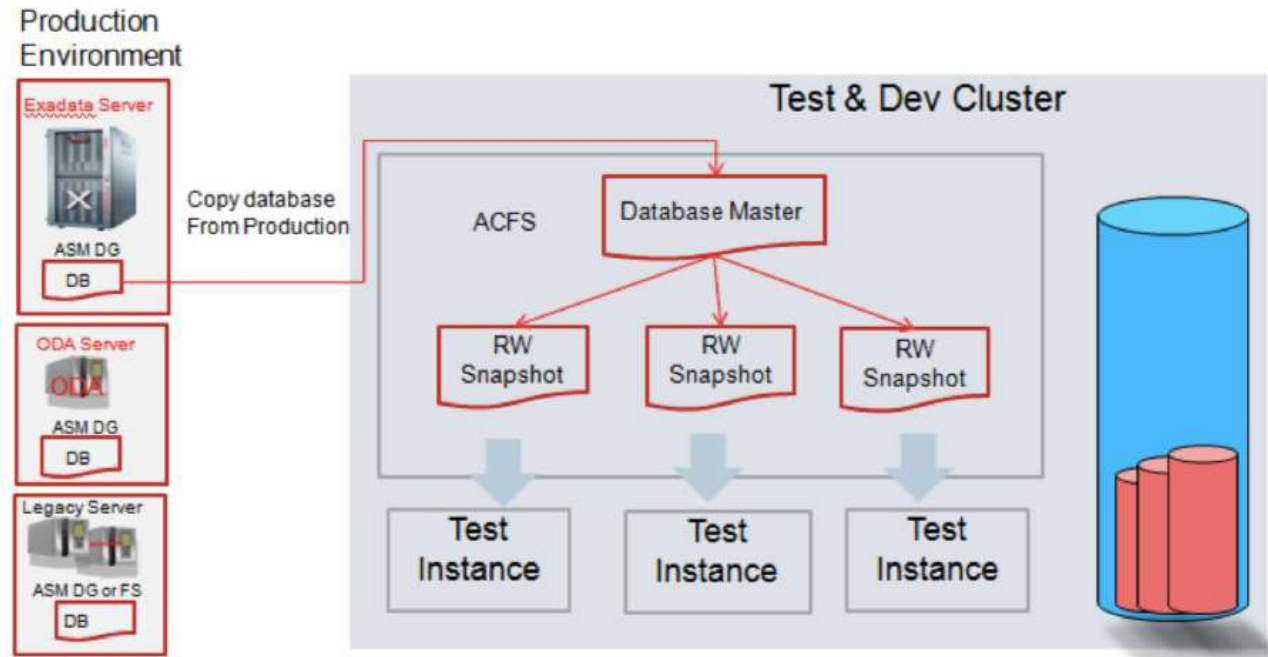 Production
Environment
Exadata Server
ASM DG
DB
ODA Server
ODA
ASM DG
DB
Legacy Server
ASM DG or FS
DB
Copy database
From Production
Test & Dev Cluster
ACFS
Database Master
RW
Snapshot
RW
Snapshot
RW
Snapshot
Test
Instance
Test
Instance
Test
Instance